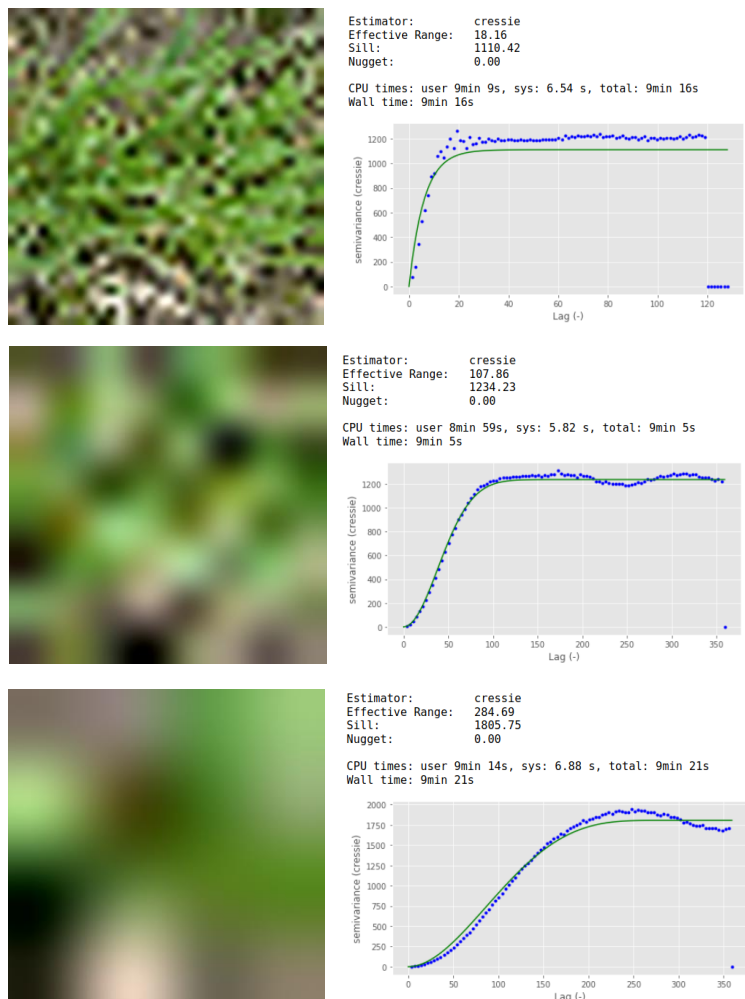 Estimator: cressie
Effective Range: 18.16
Sill: 1110.42
Nugget: 0.00
CPU times: user 9min 9s, sys: 6.54 s, total: 9min 16s
Wall time: 9min 16s
1200
1000
800
600
400
200
0
semivariance (cressie)
0 20 40 60 80 100 120
Lag (-)
Estimator: cressie
Effective Range: 107.86
Sill: 1234.23
Nugget: 0.00
CPU times: user 8min 59s, sys: 5.82 s, total: 9min 5s
Wall time: 9min 5s
1200
1000
800
600
400
200
0
semivariance (cressie)
0 50 100 150 200 250 300 350
Lag (-)
Estimator: cressie
Effective Range: 284.69
Sill: 1805.75
Nugget: 0.00
CPU times: user 9min 14s, sys: 6.88 s, total: 9min 21s
Wall time: 9min 21s
2000
1750
1500
1250
1000
750
500
250
0
semivariance (cressie)
0 50 100 150 200 250 300 350
Lag (-)